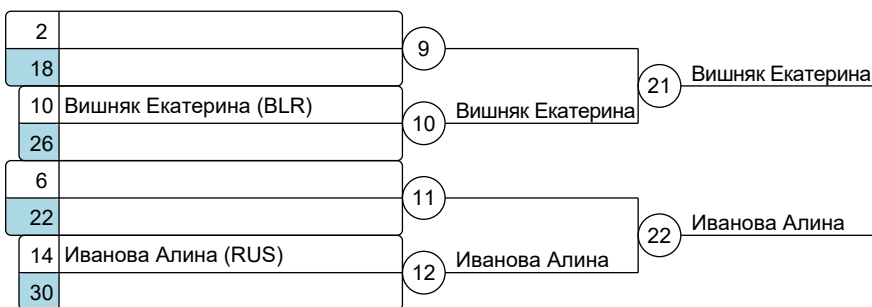 2
9
18
21 Вишняк Екатерина
10 Вишняк Екатерина (BLR)
10 Вишняк Екатерина
26
6
11
22
22 Иванова Алина
14 Иванова Алина (RUS)
12 Иванова Алина
30